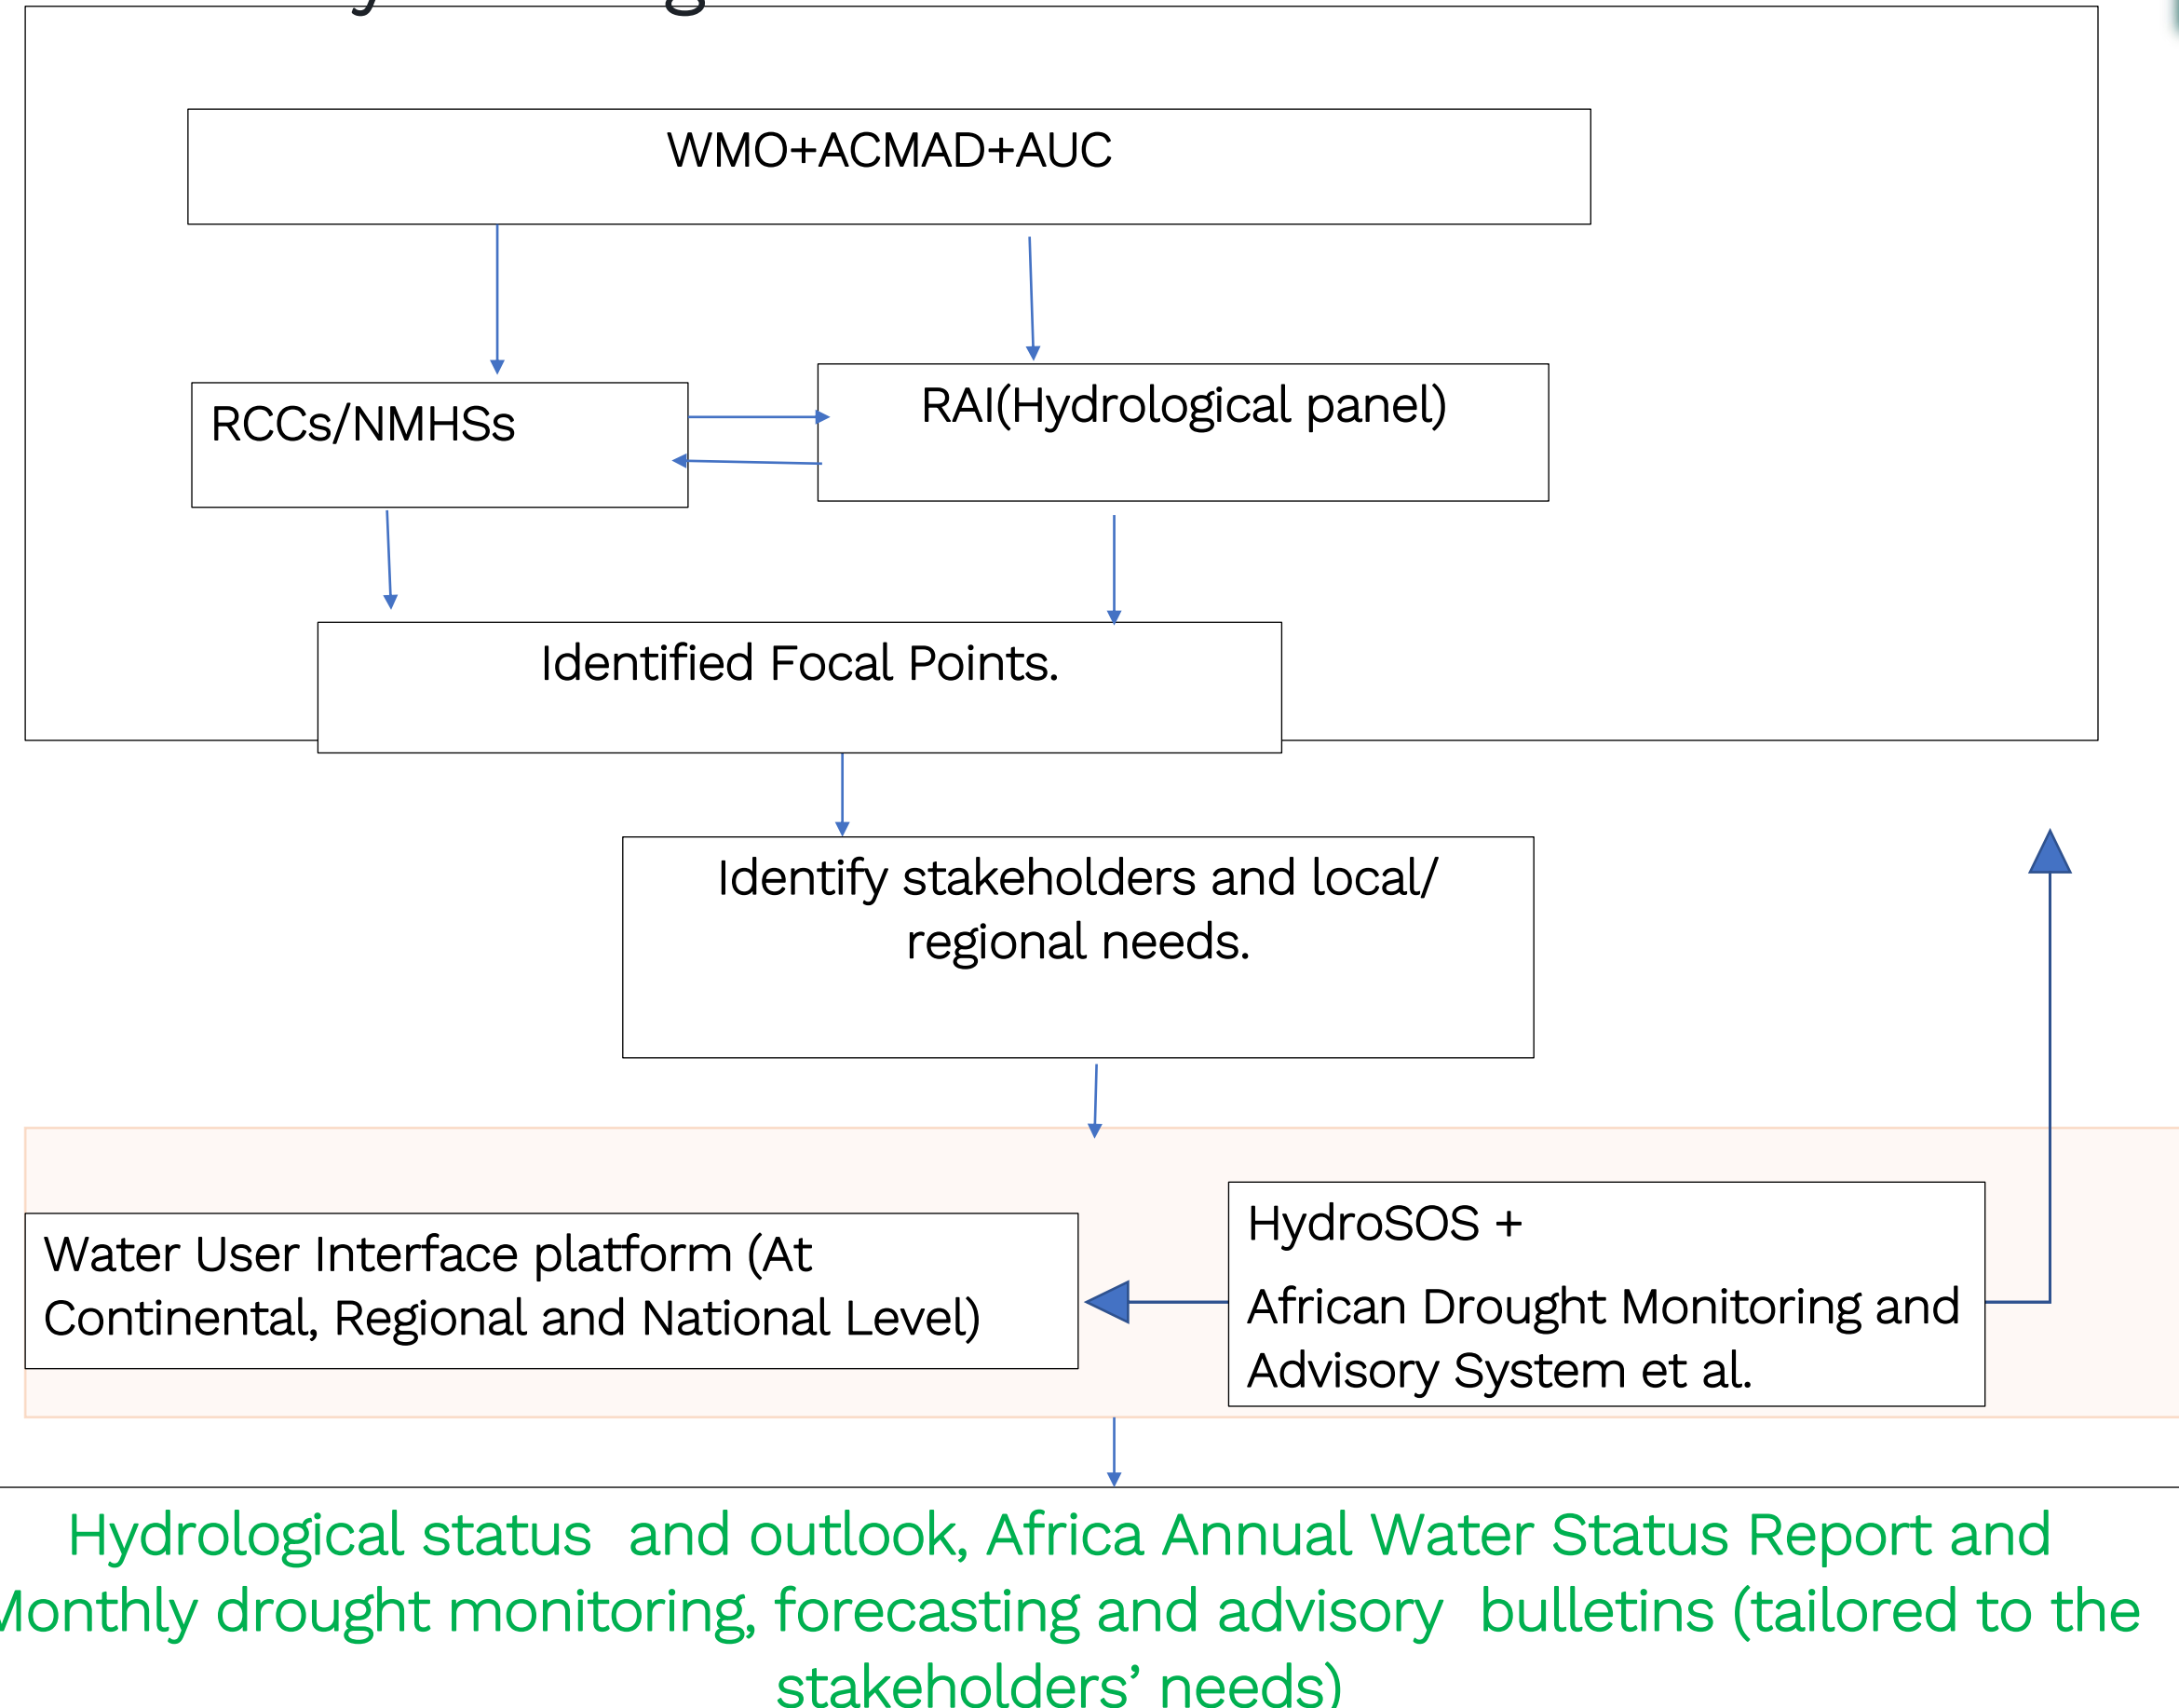 WMO+ACMAD+AUC
RCCs/NMHSs
RAI(Hydrological panel)
Identified Focal Points.
Identify stakeholders and local/
regional needs.
Water User Interface platform (At
Continental, Regional and National Level)
HydroSOS +
African Drought Monitoring and
Advisory System et al.
Hydrological status and outlook, Africa Annual Water Status Report and
Monthly drought monitoring, forecasting and advisory bulletins (tailored to the
stakeholders’ needs)